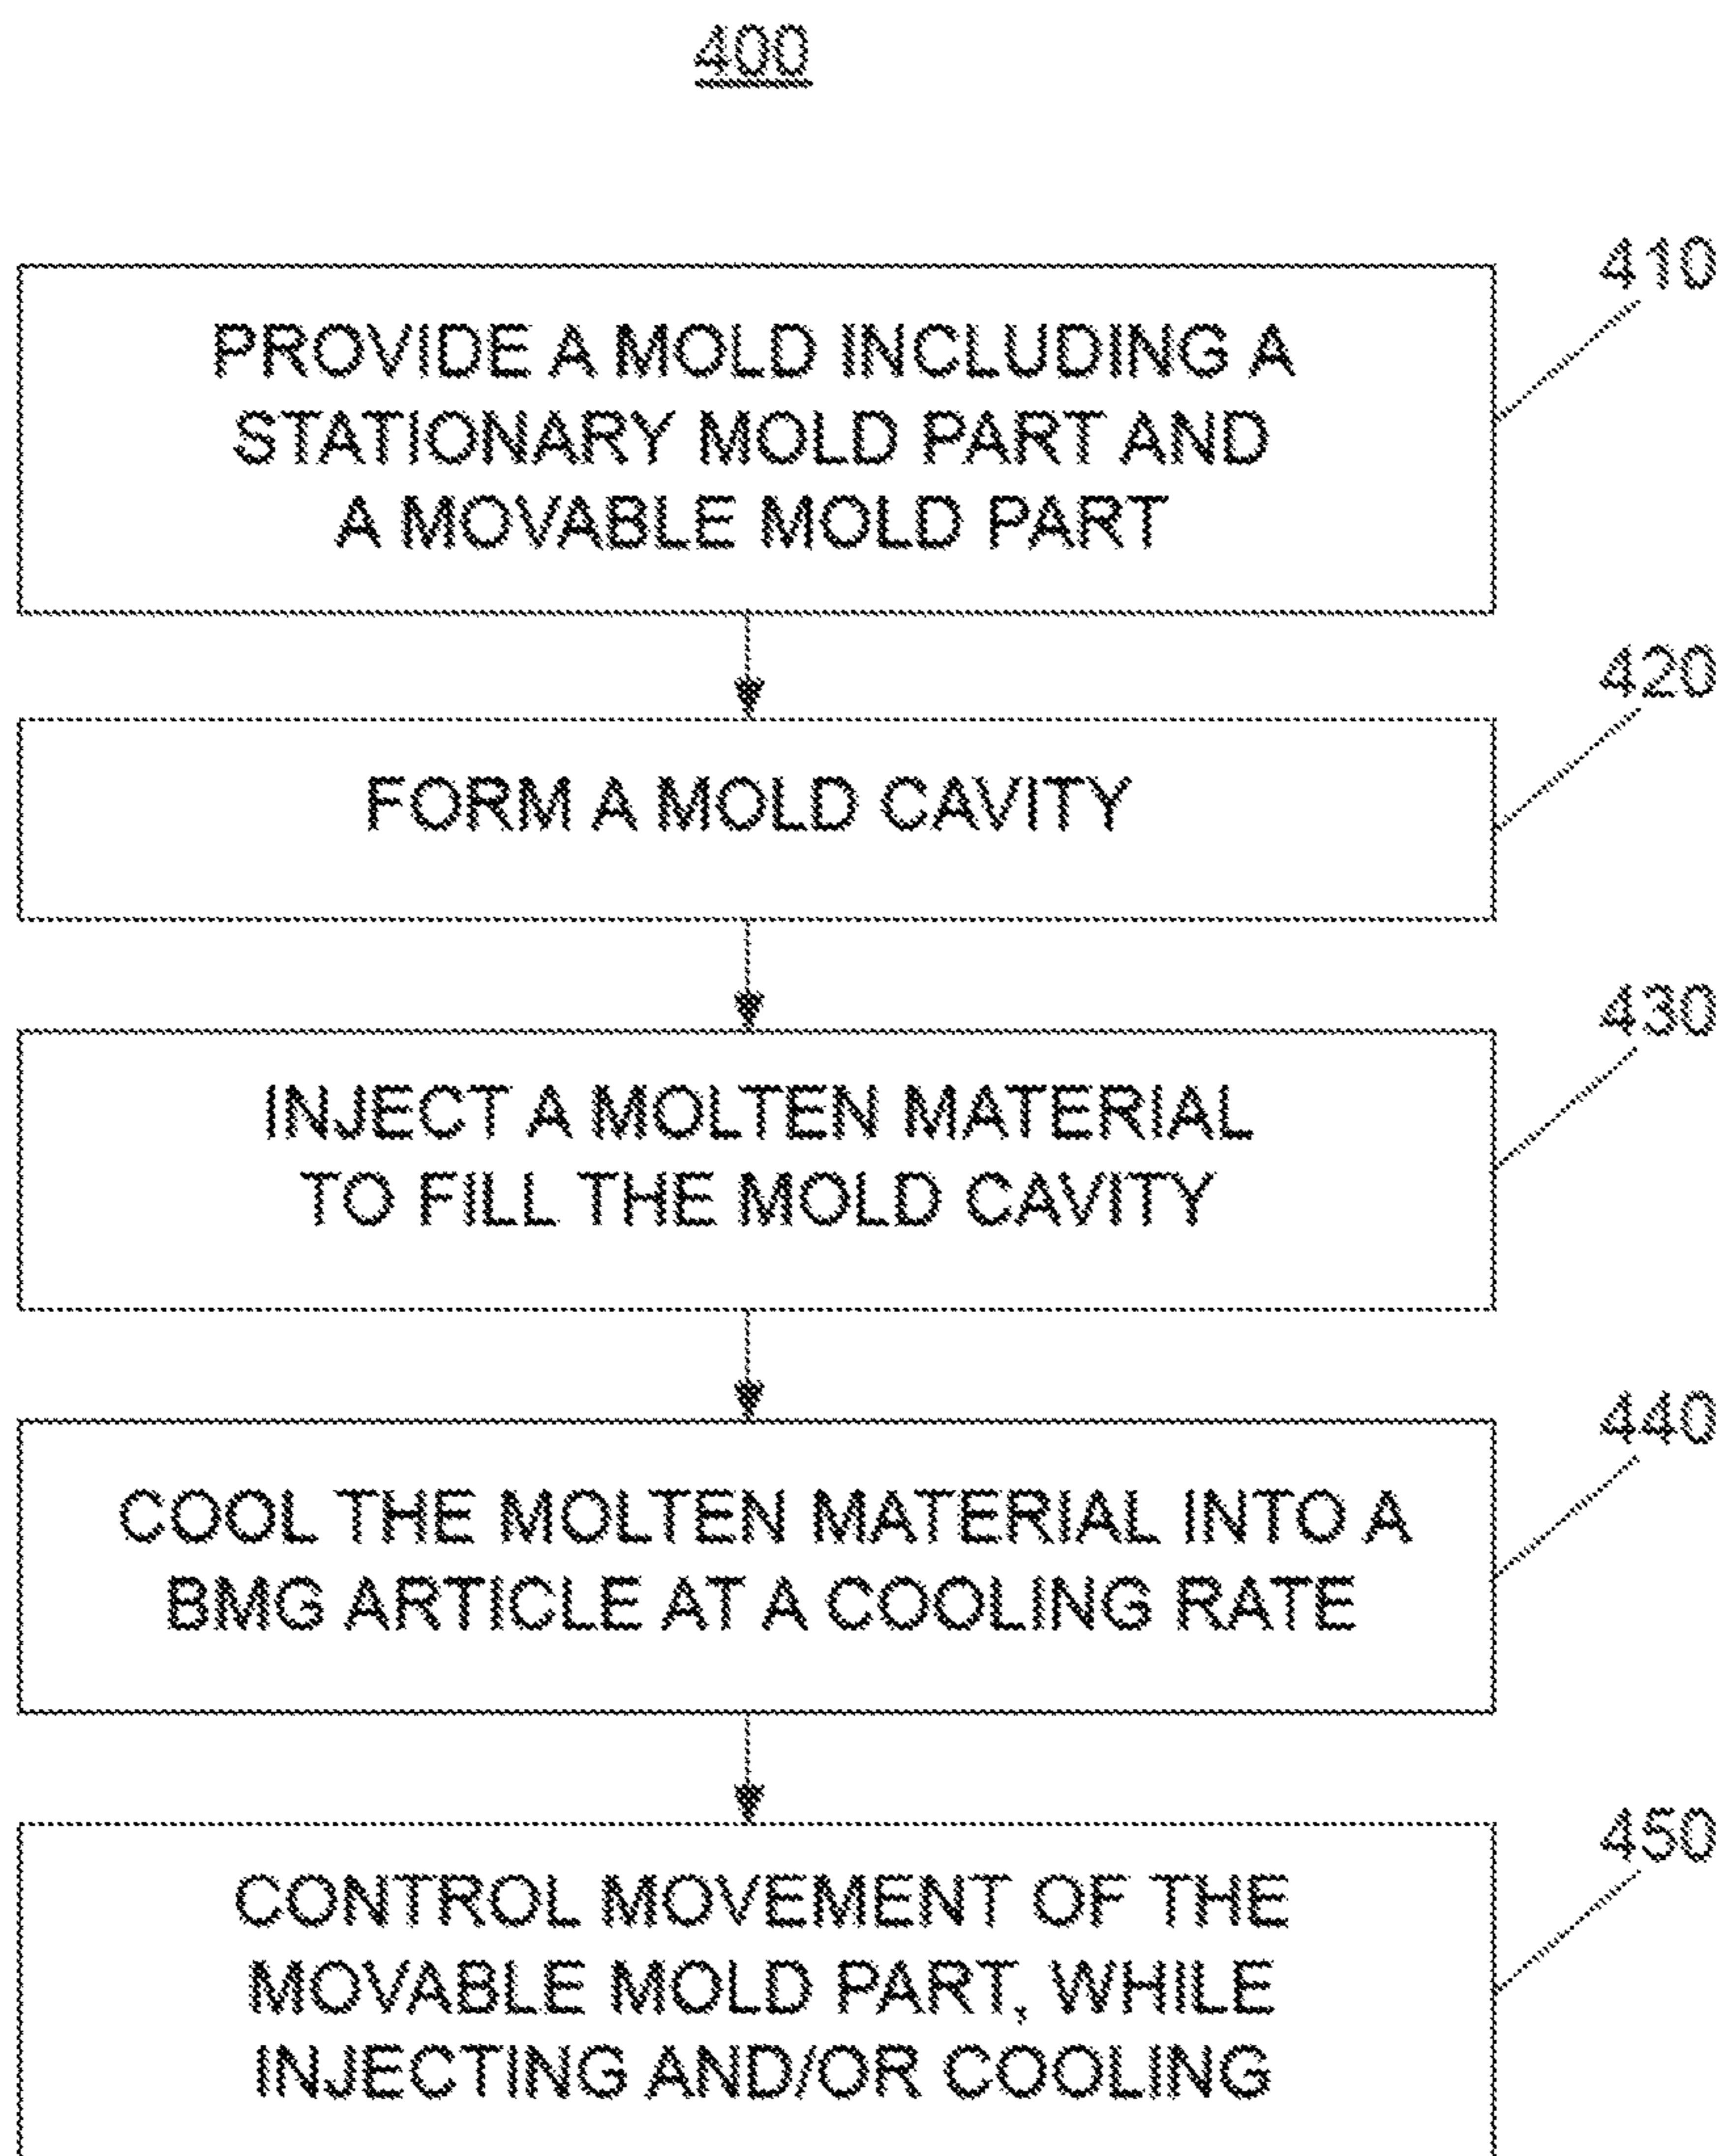 400
410
PROVIDE A MOLD INCLUDING A
STATIONARY MOLD PART AND
A MOVABLE MOLD PART
420
FORM A MOLD CAVITY
430
INJECT A MOLTEN MATERIAL
TO FILL THE MOLD CAVITY
440
COOL THE MOLTEN MATERIAL INTO A
BMG ARTICLE AT A COOLING RATE
450
CONTROL MOVEMENT OF THE
MOVABLE MOLD PART, WHILE
INJECTING AND/OR COOLING